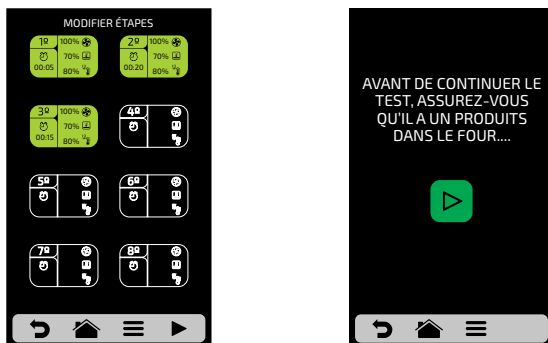 MODIFIER ÉTAPES
1º 100%
70%
00:05 80%
2º 100%
70%
00:20 80%
3º 100%
70%
00:15 80%
4º
5º
6º
7º
8º
AVANT DE CONTINUER LE
TEST, ASSUREZ-VOUS
QU'IL A UN PRODUITS
DANS LE FOUR....